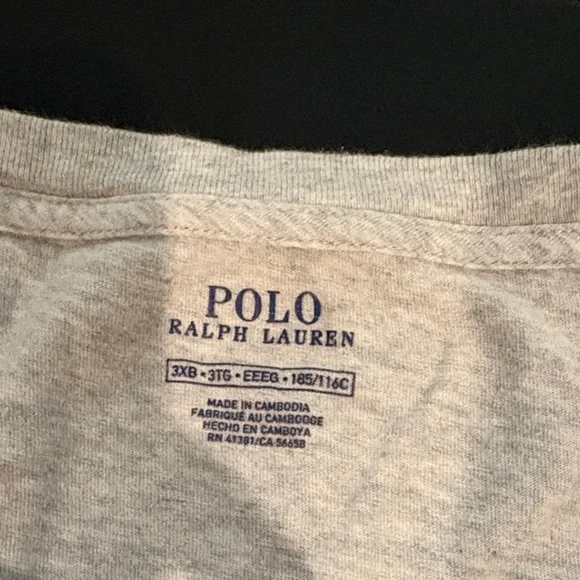 POLO
RALPH LAUREN
3XB • 3TG • EEEG • 185/116C
MADE IN CAMBODIA
FABRIQUÉ AU CAMBODGE
HECHO EN CAMBOYA
RN 41381/CA 56658